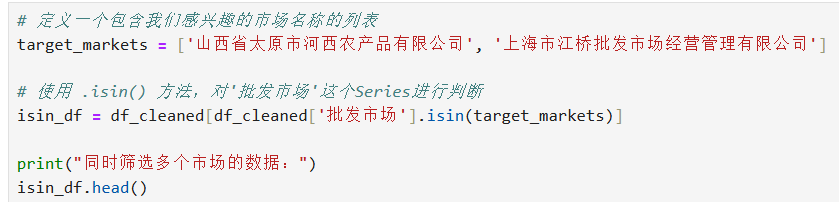 # 定义一个包含我们感兴趣的市场名称的列表
target_markets = ['山西省太原市河西农产品有限公司', '上海市江桥批发市场经营管理有限公司']
# 使用 .isin() 方法，对'批发市场'这个Series进行判断
isin_df = df_cleaned[df_cleaned['批发市场'].isin(target_markets)]
print("同时筛选多个市场的数据：")
isin_df.head()